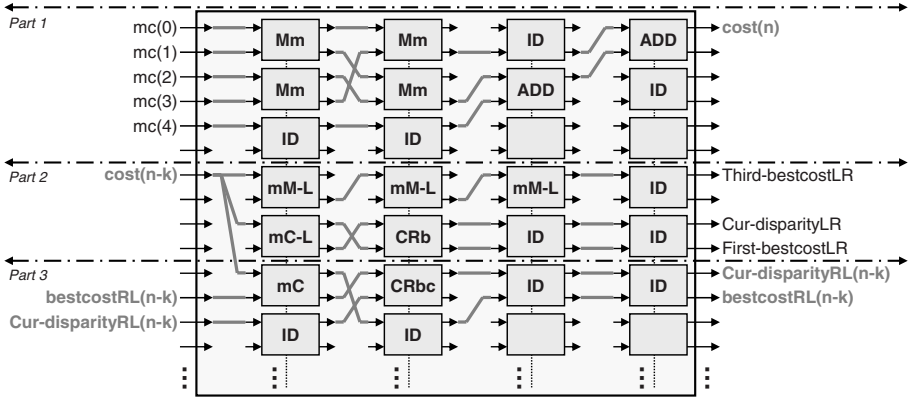 Part 1
mc(0) Mm Mm ID ADD cost(n)
mc(1)
mc(2) Mm Mm ADD ID
mc(3)
mc(4) ID ID
Part 2
cost(n-k) mM-L mM-L mM-L ID Third-bestcostLR
mC-L CRb ID ID Cur-disparityLR
First-bestcostLR
Part 3
mC CRbc ID ID Cur-disparityRL(n-k)
bestcostRL(n-k) bestcostRL(n-k)
Cur-disparityRL(n-k) ID ID